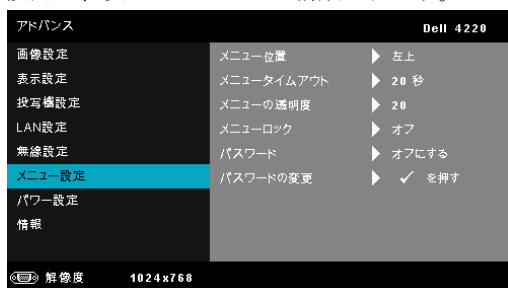 アドバンス Dell 4220
画像設定 メニュー位置 左上
表示設定 メニュータイムアウト 20 秒
投写機設定 メニューの透明度 20
LAN設定 メニューロック オフ
無線設定 パスワード オフにする
メニュー設定 パスワードの変更 ✓ を押す
パワー設定
情報
解像度 1024x768